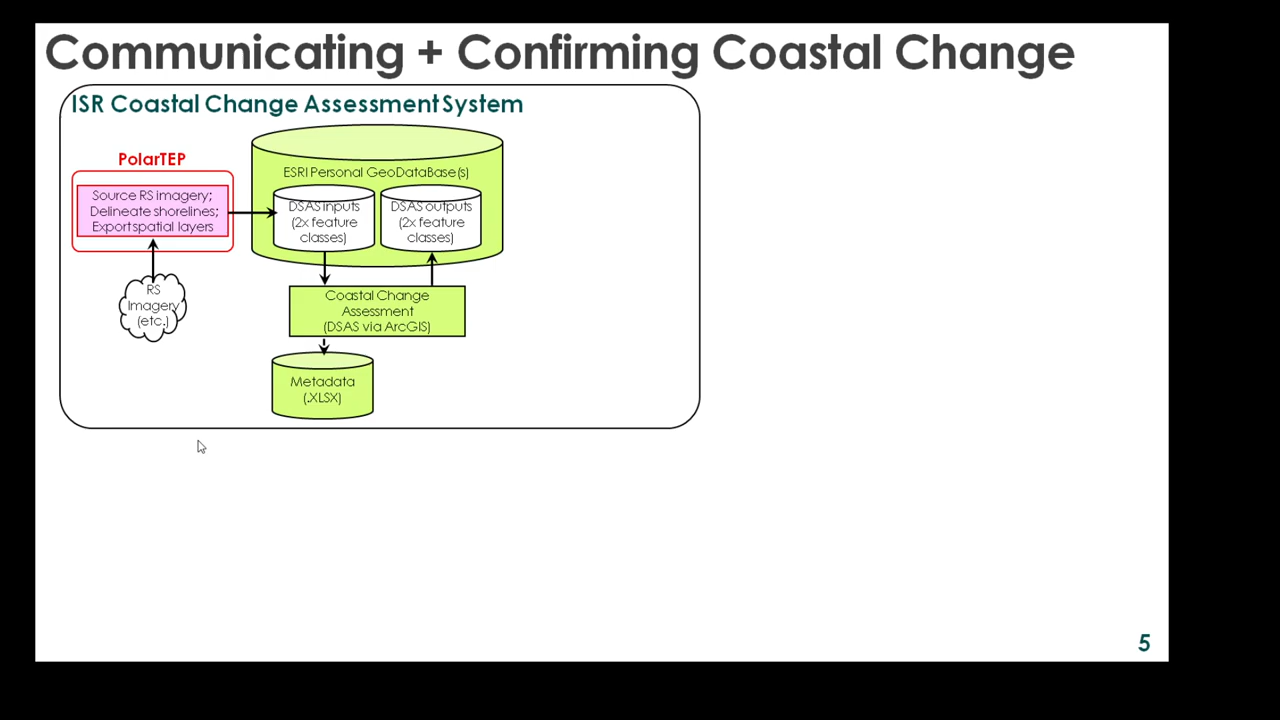 Communicating + Confirming Coastal Change
ISR Coastal Change Assessment System
PolarTEP
Source RS imagery;
Delineate shorelines;
Export spatial layers
RS
Imagery
(etc.)
ESRI Personal GeoDataBase(s)
DSAS inputs
(2x feature
classes)
DSAS outputs
(2x feature
classes)
Coastal Change
Assessment
(DSAS via ArcGIS)
Metadata
(.XLSX)
5